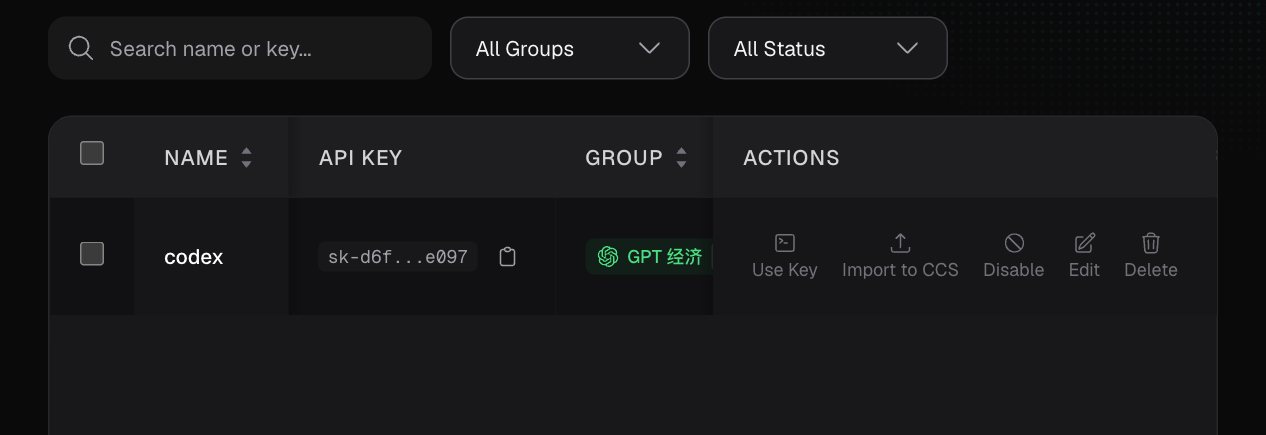 Search name or key...
All Groups
All Status
NAME
API KEY
GROUP
ACTIONS
codex
sk-d6f...e097
GPT 经济
Use Key
Import to CCS
Disable
Edit
Delete